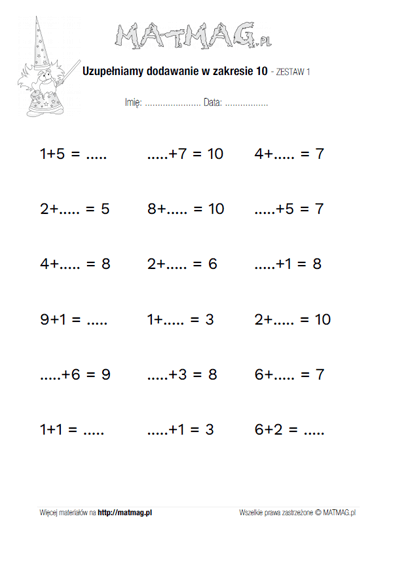 MATMAG.PL
Uzupełniamy dodawanie w zakresie 10 - ZESTAW 1
Imię: ...................... Data: .................
1+5 = ..... .....+7 = 10 4+..... = 7
2+..... = 5 8+..... = 10 .....+5 = 7
4+..... = 8 2+..... = 6 .....+1 = 8
9+1 = ..... 1+..... = 3 2+..... = 10
.....+6 = 9 .....+3 = 8 6+..... = 7
1+1 = ..... .....+1 = 3 6+2 = .....
Więcej materiałów na http://matmag.pl Wszelkie prawa zastrzeżone © MATMAG.pl